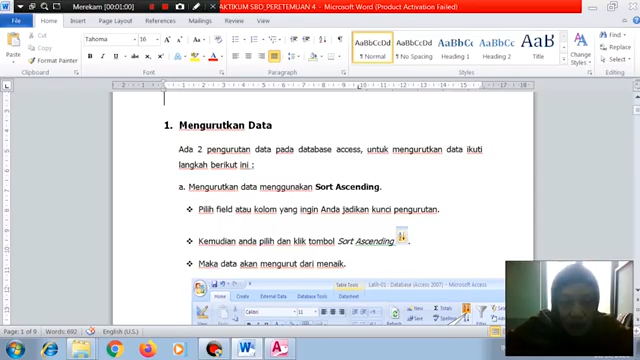 Merekam (00:01:00)
AKTIKUM SBD_PERETEMUAN 4 - Microsoft Word (Product Activation Failed)
File Home Insert Page Layout References Mailings Review View
Cut
Copy
Paste
Format Painter
Tahoma 16
AaBbCcDd AaBbCcDd AaBbC AaBbCc AaB
¶ Normal No Spacing Heading 1 Heading 2 Title
Change Styles
Find
Replace
Select
Clipboard Font Paragraph Styles Editing
1. Mengurutkan Data
Ada 2 pengurutan data pada database access, untuk mengurutkan data ikuti
langkah berikut ini :
a. Mengurutkan data menggunakan Sort Ascending.
❖ Pilih field atau kolom yang ingin Anda jadikan kunci pengurutan.
❖ Kemudian anda pilih dan klik tombol Sort Ascending .
❖ Maka data akan mengurut dari menaik.
Table Tools
Latih-01 : Database (Access 2007) - Microsoft Access
Home Create External Data Database Tools Datasheet
Calibri 11
Totals
Spelling
Page: 1 of 9 Words: 692 English (U.S.)